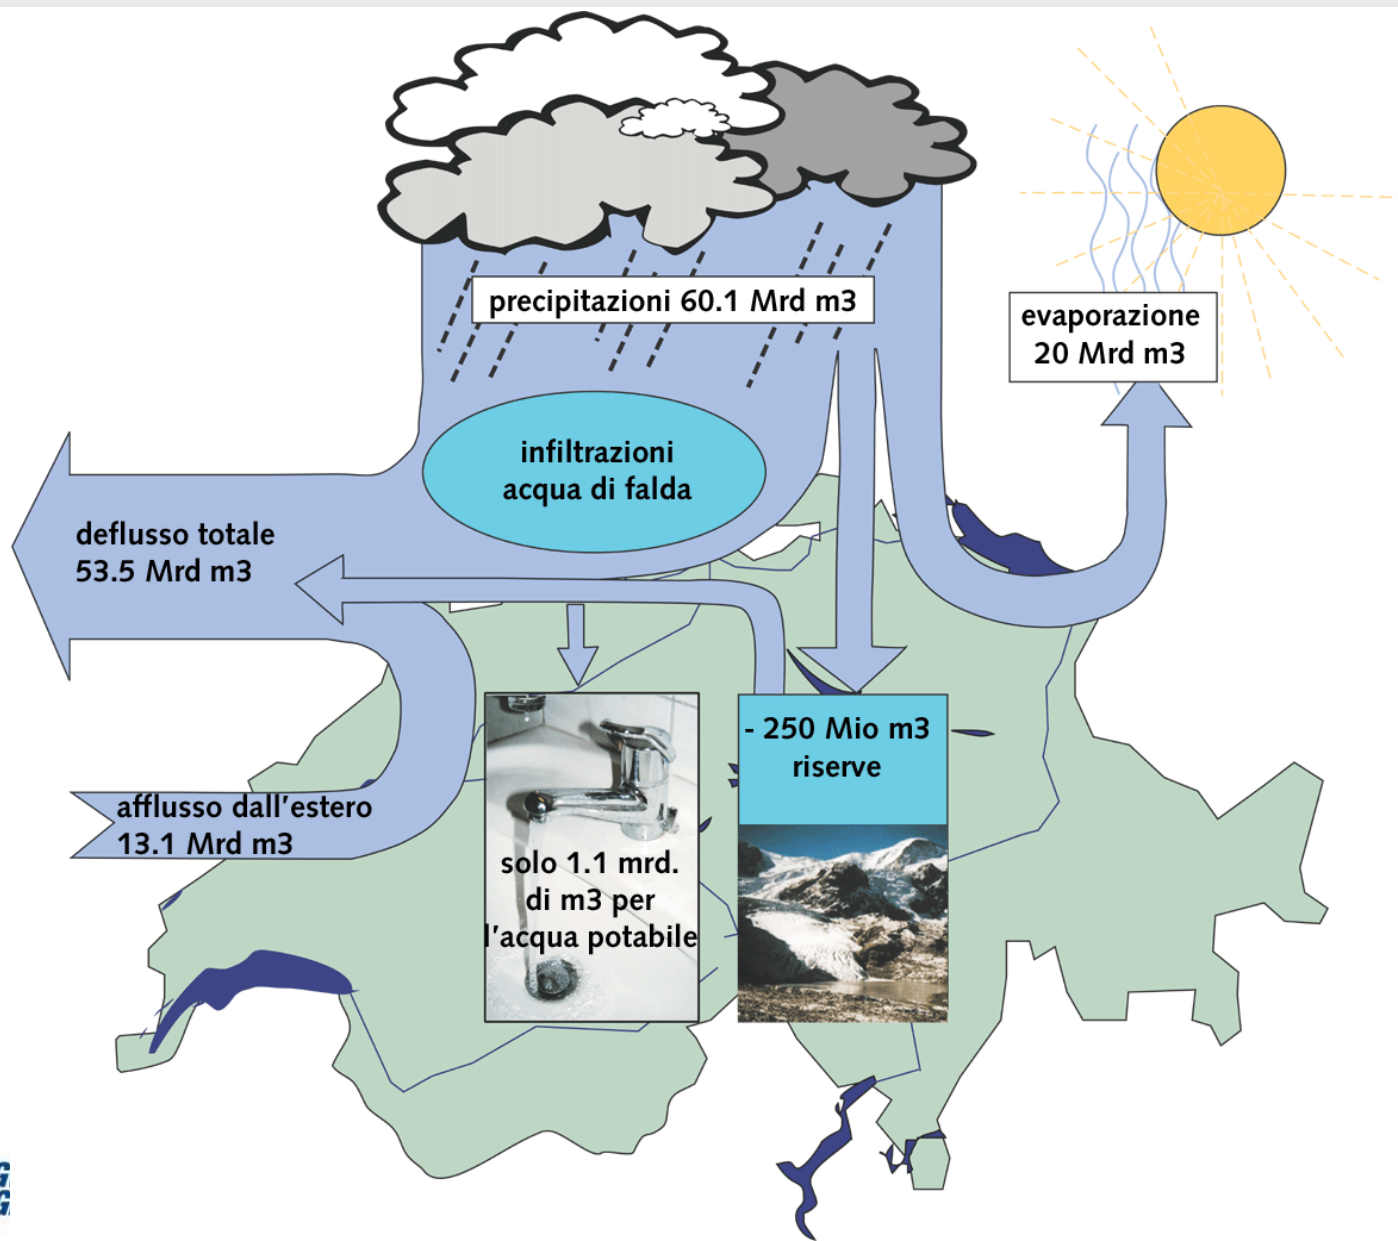 precipitazioni 60.1 Mrd m3
evaporazione
20 Mrd m3
infiltrazioni
acqua di falda
deflusso totale
53.5 Mrd m3
- 250 Mio m3
riserve
afflusso dall'estero
13.1 Mrd m3
solo 1.1 mrd.
di m3 per
l'acqua potabile